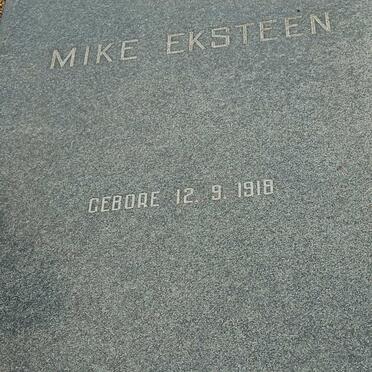 MIKE EKSTEEN
GEBORE 12. 9. 1918